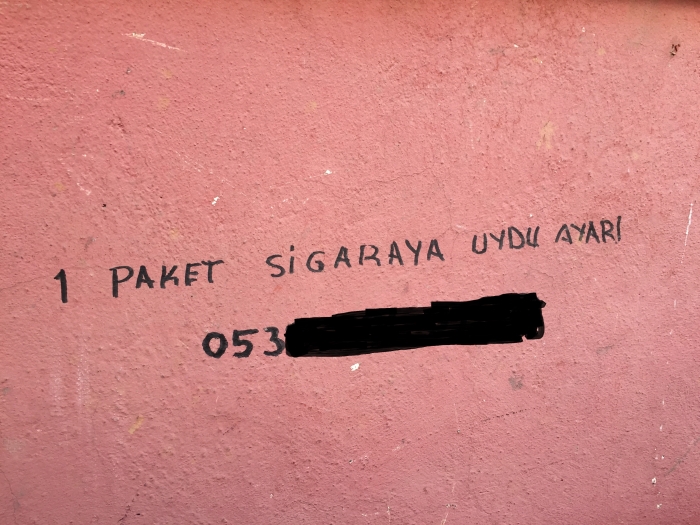 1 PAKET SİGARAYA UYDU AYARI
053